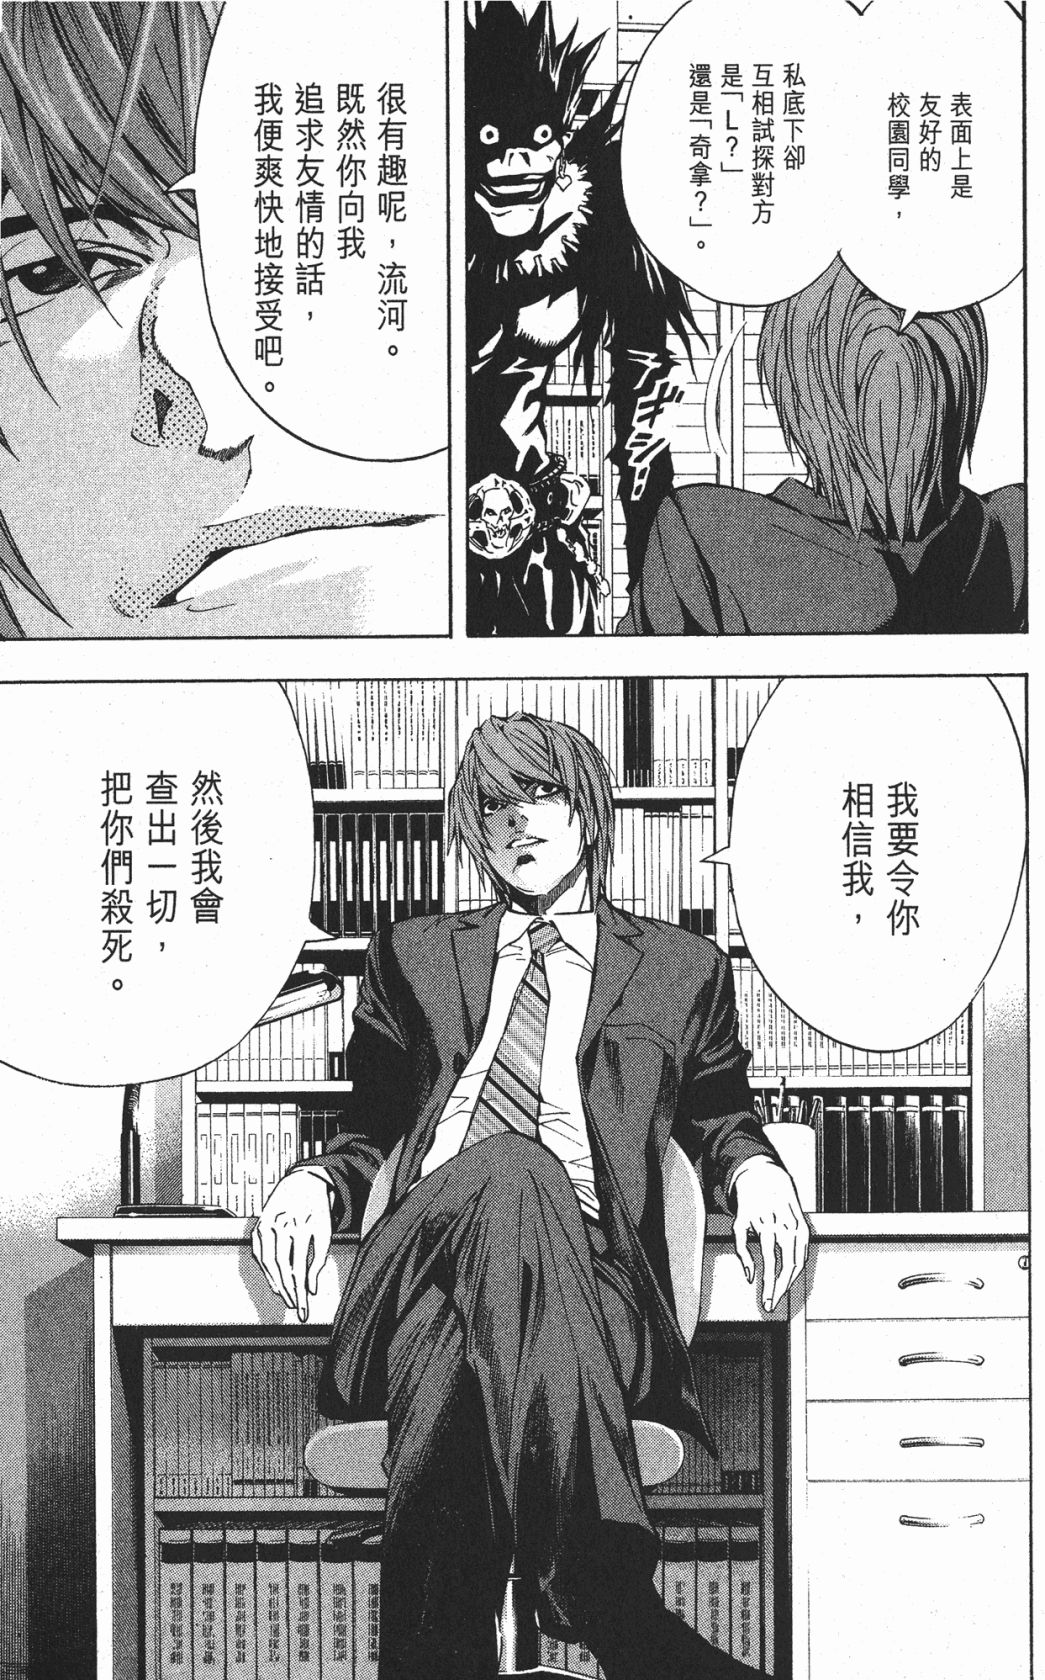 表面上是
友好的
校園同學，
私底下卻
互相試探對方
是「L？」
還是「奇拿？」。
ギシ…
很有趣呢，流河。
既然你向我
追求友情的話，
我便爽快地接受吧。
我要令你
相信我，
然後我會
查出一切，
把你們殺死。